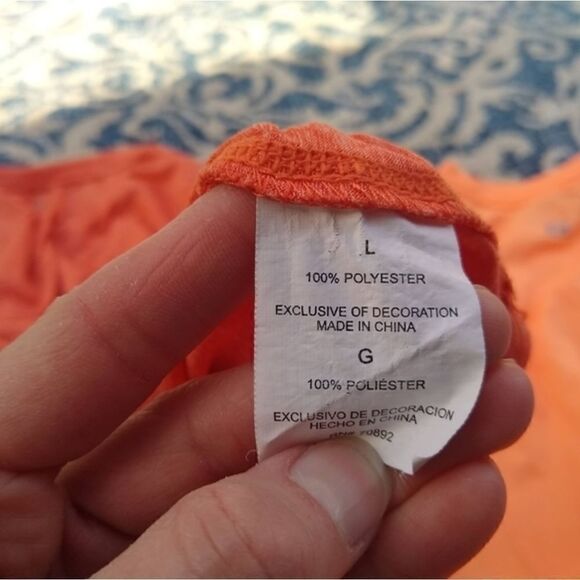 L
100% POLYESTER
EXCLUSIVE OF DECORATION
MADE IN CHINA
G
100% POLIÉSTER
EXCLUSIVO DE DECORACION
HECHO EN CHINA